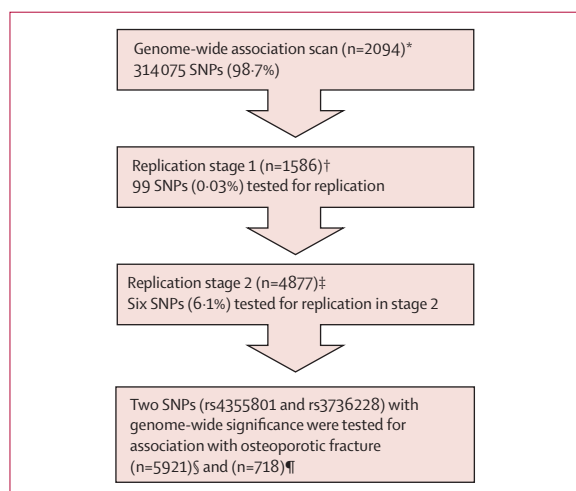 Genome-wide association scan (n=2094)*
314 075 SNPs (98·7%)
Replication stage 1 (n=1586)†
99 SNPs (0·03%) tested for replication
Replication stage 2 (n=4877)‡
Six SNPs (6·1%) tested for replication in stage 2
Two SNPs (rs4355801 and rs3736228) with
genome-wide significance were tested for
association with osteoporotic fracture
(n=5921)§ and (n=718)¶